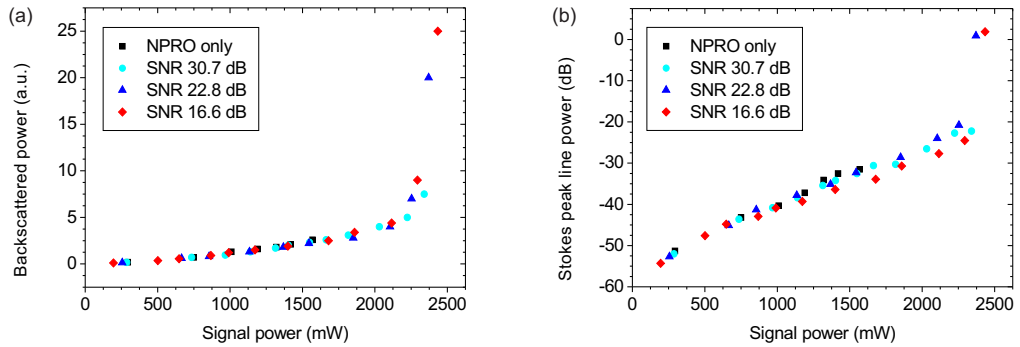 (a)
Backscattered power (a.u.)
25
20
15
10
5
0
NPRO only
SNR 30.7 dB
SNR 22.8 dB
SNR 16.6 dB
0 500 1000 1500 2000 2500
Signal power (mW)
(b)
Stokes peak line power (dB)
0
-10
-20
-30
-40
-50
-60
NPRO only
SNR 30.7 dB
SNR 22.8 dB
SNR 16.6 dB
0 500 1000 1500 2000 2500
Signal power (mW)